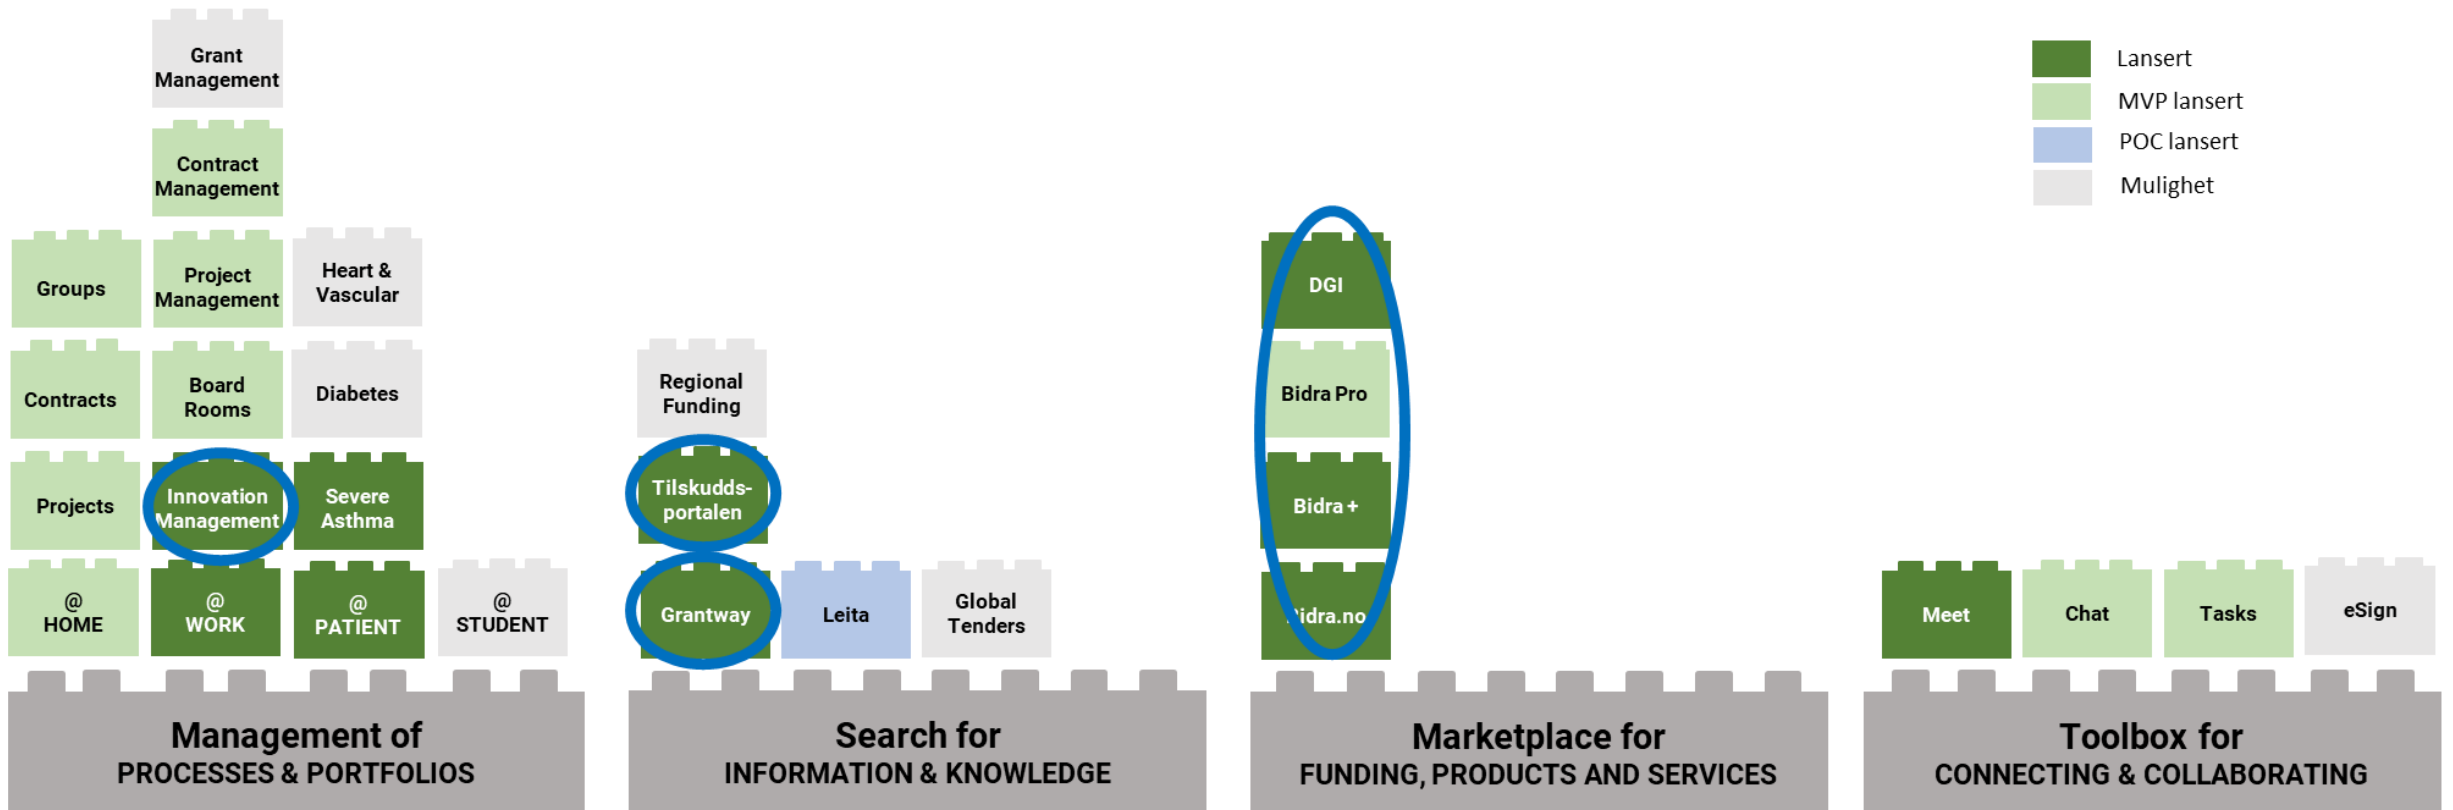 Grant
Management
Contract
Management
Groups
Project
Management
Heart &
Vascular
Contracts
Board
Rooms
Diabetes
Projects
Innovation
Management
Severe
Asthma
@
HOME
@
WORK
@
PATIENT
@
STUDENT
Management of
PROCESSES & PORTFOLIOS
Regional
Funding
Tilskudds-
portalen
Grantway
Leita
Global
Tenders
Search for
INFORMATION & KNOWLEDGE
DGI
Bidra Pro
Bidra +
Bidra.no
Marketplace for
FUNDING, PRODUCTS AND SERVICES
Lansert
MVP lansert
POC lansert
Mulighet
Meet
Chat
Tasks
eSign
Toolbox for
CONNECTING & COLLABORATING